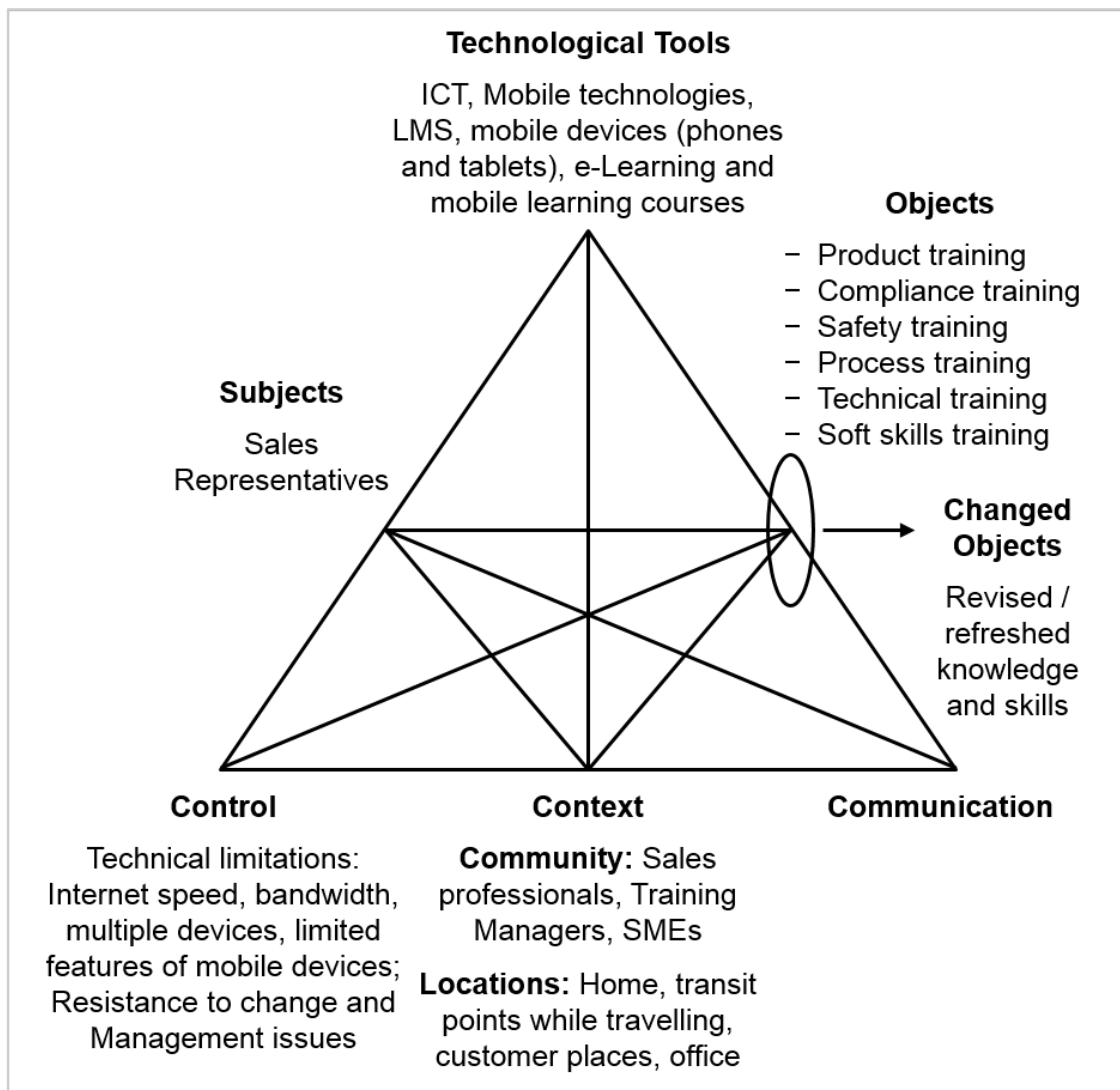 Technological Tools
ICT, Mobile technologies,
LMS, mobile devices (phones
and tablets), e-Learning and
mobile learning courses
Objects
− Product training
− Compliance training
− Safety training
− Process training
− Technical training
− Soft skills training
Subjects
Sales
Representatives
Changed
Objects
Revised /
refreshed
knowledge
and skills
Control
Technical limitations:
Internet speed, bandwidth,
multiple devices, limited
features of mobile devices;
Resistance to change and
Management issues
Context
Community: Sales
professionals, Training
Managers, SMEs
Locations: Home, transit
points while travelling,
customer places, office
Communication